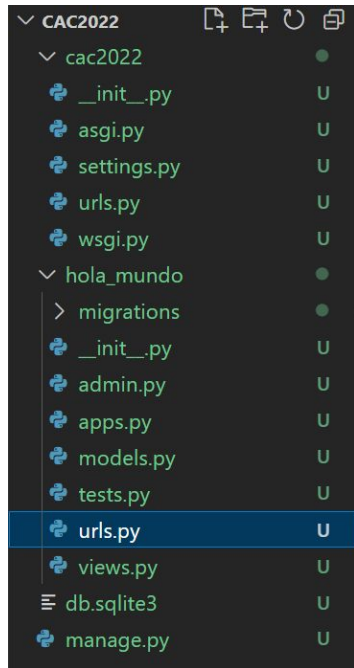 CAC2022
cac2022
__init__.py U
asgi.py U
settings.py U
urls.py U
wsgi.py U
hola_mundo
migrations
__init__.py U
admin.py U
apps.py U
models.py U
tests.py U
urls.py U
views.py U
db.sqlite3 U
manage.py U